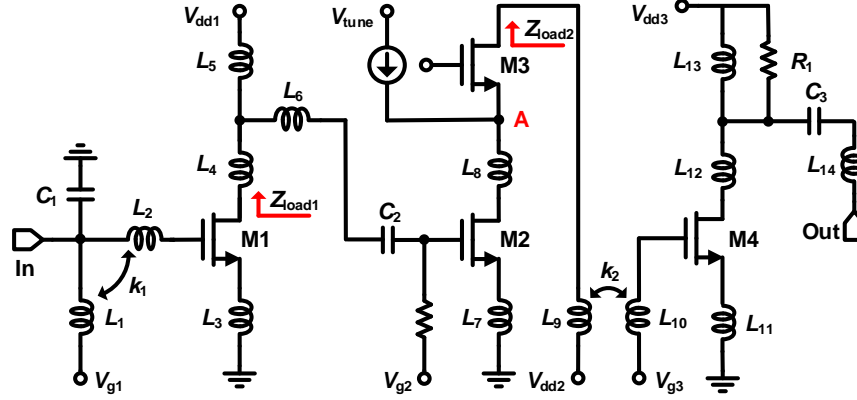 Vdd1
Vtune
Zload2
Vdd3
L5
M3
L13
R1
L6
C3
A
L4
L8
L12
L14
C1
L2
Zload1
C2
In
M1
M2
M4
Out
k1
k2
L1
L3
L7
L9
L10
L11
Vg1
Vg2
Vdd2
Vg3